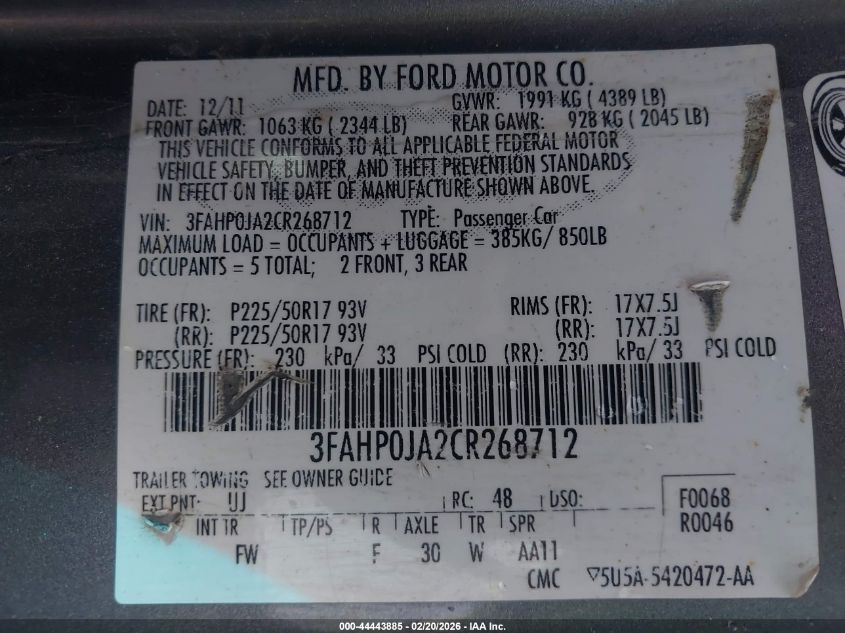 MFD. BY FORD MOTOR CO.
DATE: 12/11 GVWR: 1991 KG ( 4389 LB)
FRONT GAWR: 1063 KG ( 2344 LB) REAR GAWR: 928 KG ( 2045 LB)
THIS VEHICLE CONFORMS TO ALL APPLICABLE FEDERAL MOTOR
VEHICLE SAFETY, BUMPER, AND THEFT PREVENTION STANDARDS
IN EFFECT ON THE DATE OF MANUFACTURE SHOWN ABOVE.
VIN: 3FAHP0JA2CR268712 TYPE: Passenger Car
MAXIMUM LOAD = OCCUPANTS + LUGGAGE = 385KG/ 850LB
OCCUPANTS = 5 TOTAL; 2 FRONT, 3 REAR
TIRE (FR): P225/50R17 93V RIMS (FR): 17X7.5J
(RR): P225/50R17 93V (RR): 17X7.5J
PRESSURE (FR): 230 kPa/ 33 PSI COLD (RR): 230 kPa/ 33 PSI COLD
3FAHP0JA2CR268712
TRAILER TOWING SEE OWNER GUIDE
EXT PNT: UJ RC: 48 DSO: F0068
R0046
INT TR TP/PS R AXLE TR SPR
FW F 30 W AA11
CMC ▽5U5A-5420472-AA
000-44443885 - 02/20/2026 - IAA Inc.